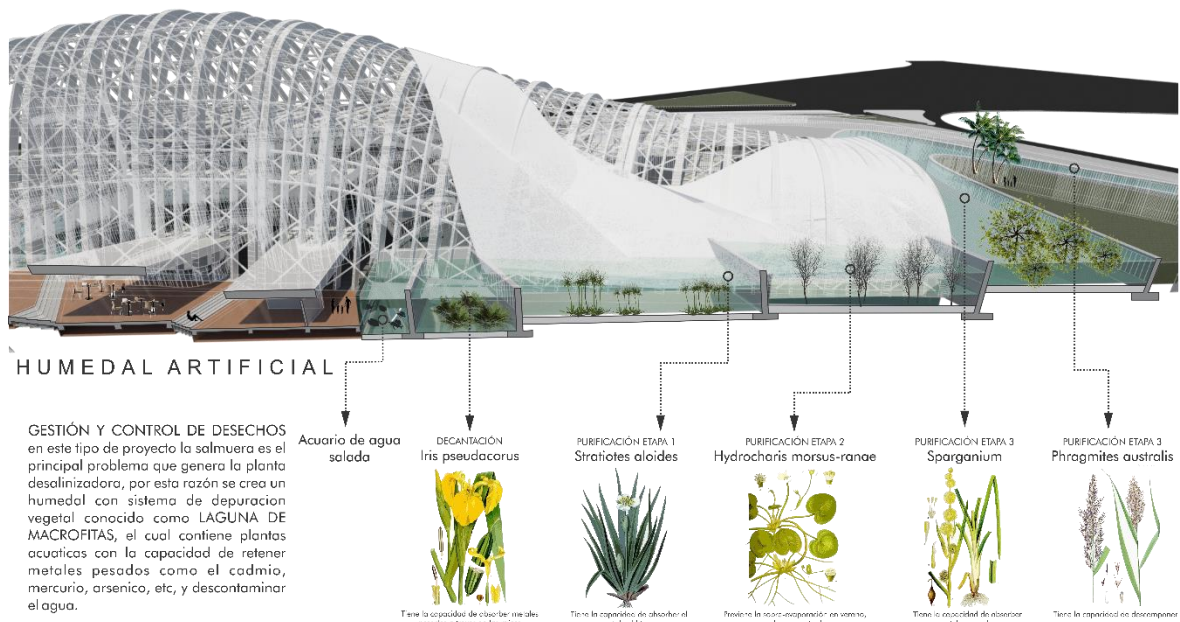 HUMEDAL ARTIFICIAL
GESTIÓN Y CONTROL DE DESECHOS
en este tipo de proyecto la salmuera es el
principal problema que genera la planta
desalinizadora, por esta razón se crea un
humedal con sistema de depuracion
vegetal conocido como LAGUNA DE
MACROFITAS, el cual contiene plantas
acuaticas con la capacidad de retener
metales pesados como el cadmio,
mercurio, arsenico, etc, y descontaminar
el agua.
Acuario de agua
salada
DECANTACIÓN
Iris pseudacorus
Tiene la capacidad de absorber metales
PURIFICACIÓN ETAPA 1
Stratiotes aloides
Tiene la capacidad de absorber el
PURIFICACIÓN ETAPA 2
Hydrocharis morsus-ranae
Previene la sobre-evaporación en verano,
PURIFICACIÓN ETAPA 3
Sparganium
Tiene la capacidad de absorber
PURIFICACIÓN ETAPA 3
Phragmites australis
Tiene la capacidad de descomponer